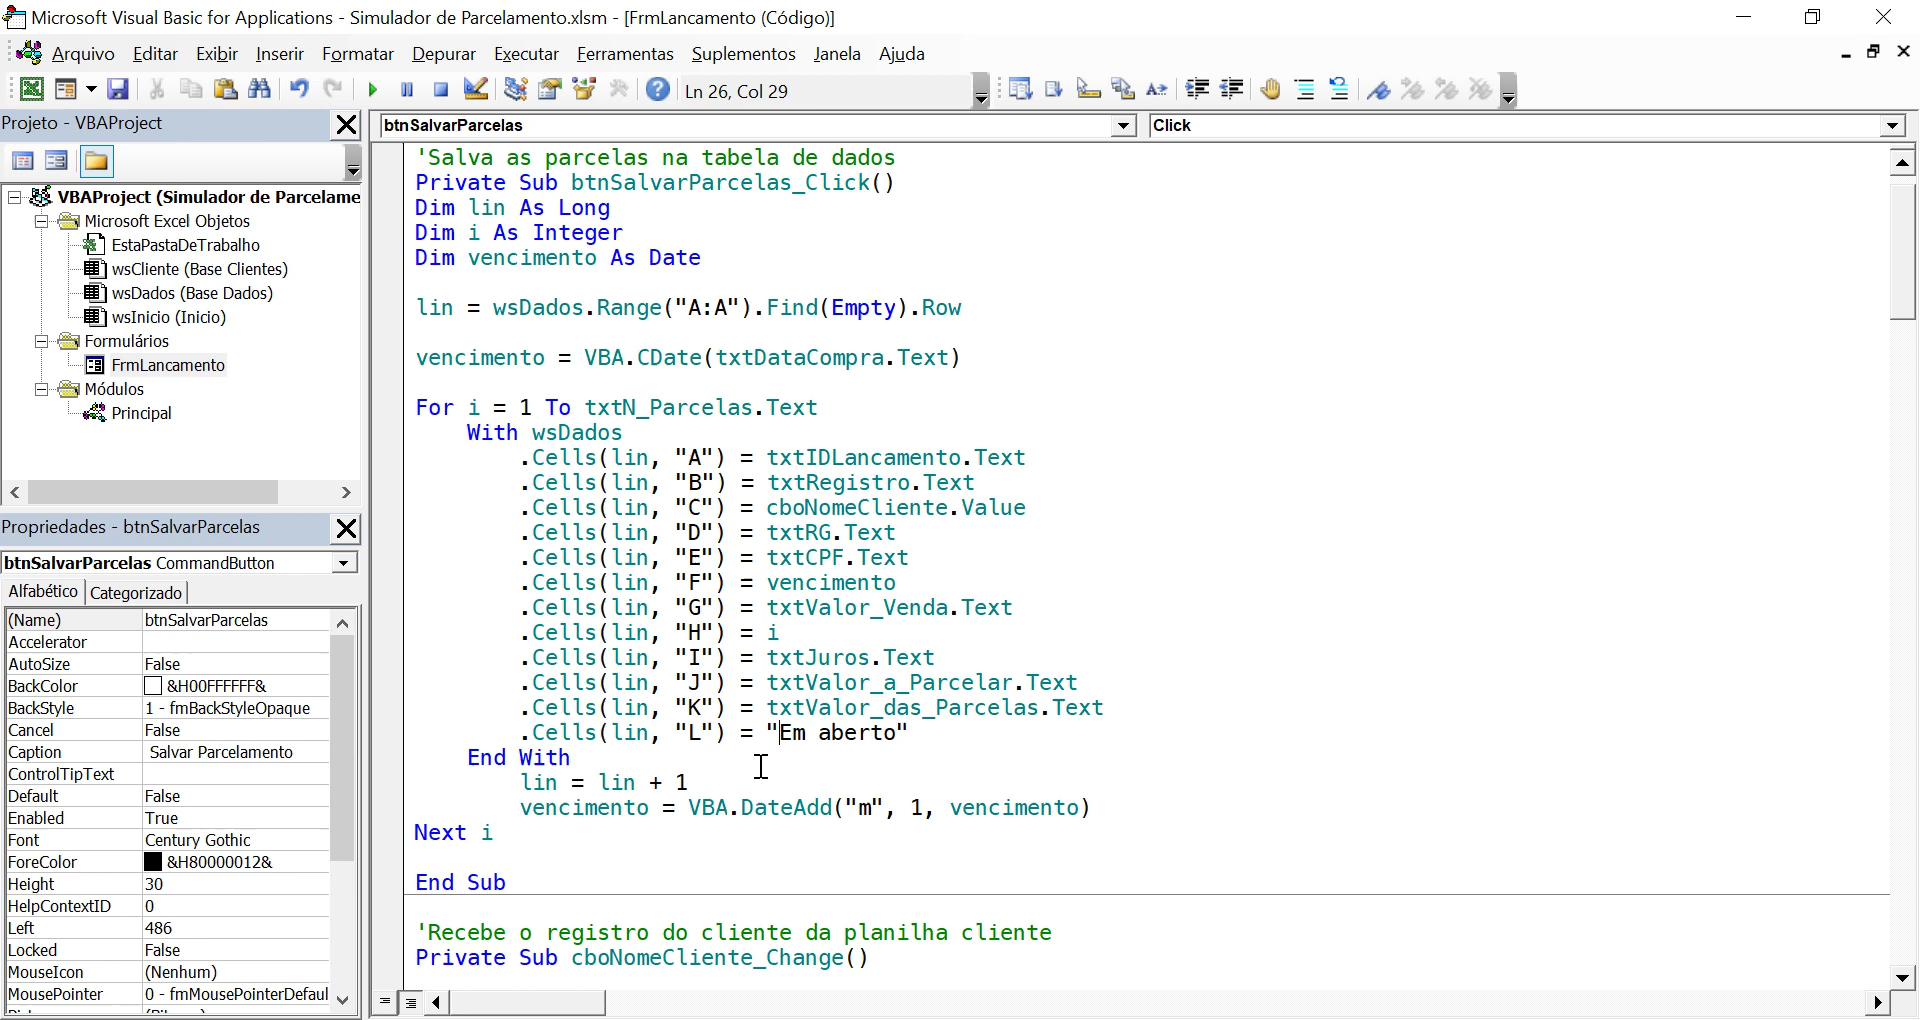 Microsoft Visual Basic for Applications - Simulador de Parcelamento.xlsm - [FrmLancamento (Código)]
Arquivo Editar Exibir Inserir Formatar Depurar Executar Ferramentas Suplementos Janela Ajuda
Ln 26, Col 29
Projeto - VBAProject
VBAProject (Simulador de Parcelame
Microsoft Excel Objetos
EstaPastaDeTrabalho
wsCliente (Base Clientes)
wsDados (Base Dados)
wsInicio (Inicio)
Formulários
FrmLancamento
Módulos
Principal
Propriedades - btnSalvarParcelas
btnSalvarParcelas CommandButton
Alfabético Categorizado
(Name) btnSalvarParcelas
Accelerator
AutoSize False
BackColor &H00FFFFFF&
BackStyle 1 - fmBackStyleOpaque
Cancel False
Caption Salvar Parcelamento
ControlTipText
Default False
Enabled True
Font Century Gothic
ForeColor &H80000012&
Height 30
HelpContextID 0
Left 486
Locked False
MouseIcon (Nenhum)
MousePointer 0 - fmMousePointerDefaul
btnSalvarParcelas Click
'Salva as parcelas na tabela de dados
Private Sub btnSalvarParcelas_Click()
Dim lin As Long
Dim i As Integer
Dim vencimento As Date
lin = wsDados.Range("A:A").Find(Empty).Row
vencimento = VBA.CDate(txtDataCompra.Text)
For i = 1 To txtN_Parcelas.Text
With wsDados
.Cells(lin, "A") = txtIDLancamento.Text
.Cells(lin, "B") = txtRegistro.Text
.Cells(lin, "C") = cboNomeCliente.Value
.Cells(lin, "D") = txtRG.Text
.Cells(lin, "E") = txtCPF.Text
.Cells(lin, "F") = vencimento
.Cells(lin, "G") = txtValor_Venda.Text
.Cells(lin, "H") = i
.Cells(lin, "I") = txtJuros.Text
.Cells(lin, "J") = txtValor_a_Parcelar.Text
.Cells(lin, "K") = txtValor_das_Parcelas.Text
.Cells(lin, "L") = "Em aberto"
End With
lin = lin + 1
vencimento = VBA.DateAdd("m", 1, vencimento)
Next i
End Sub
'Recebe o registro do cliente da planilha cliente
Private Sub cboNomeCliente_Change()